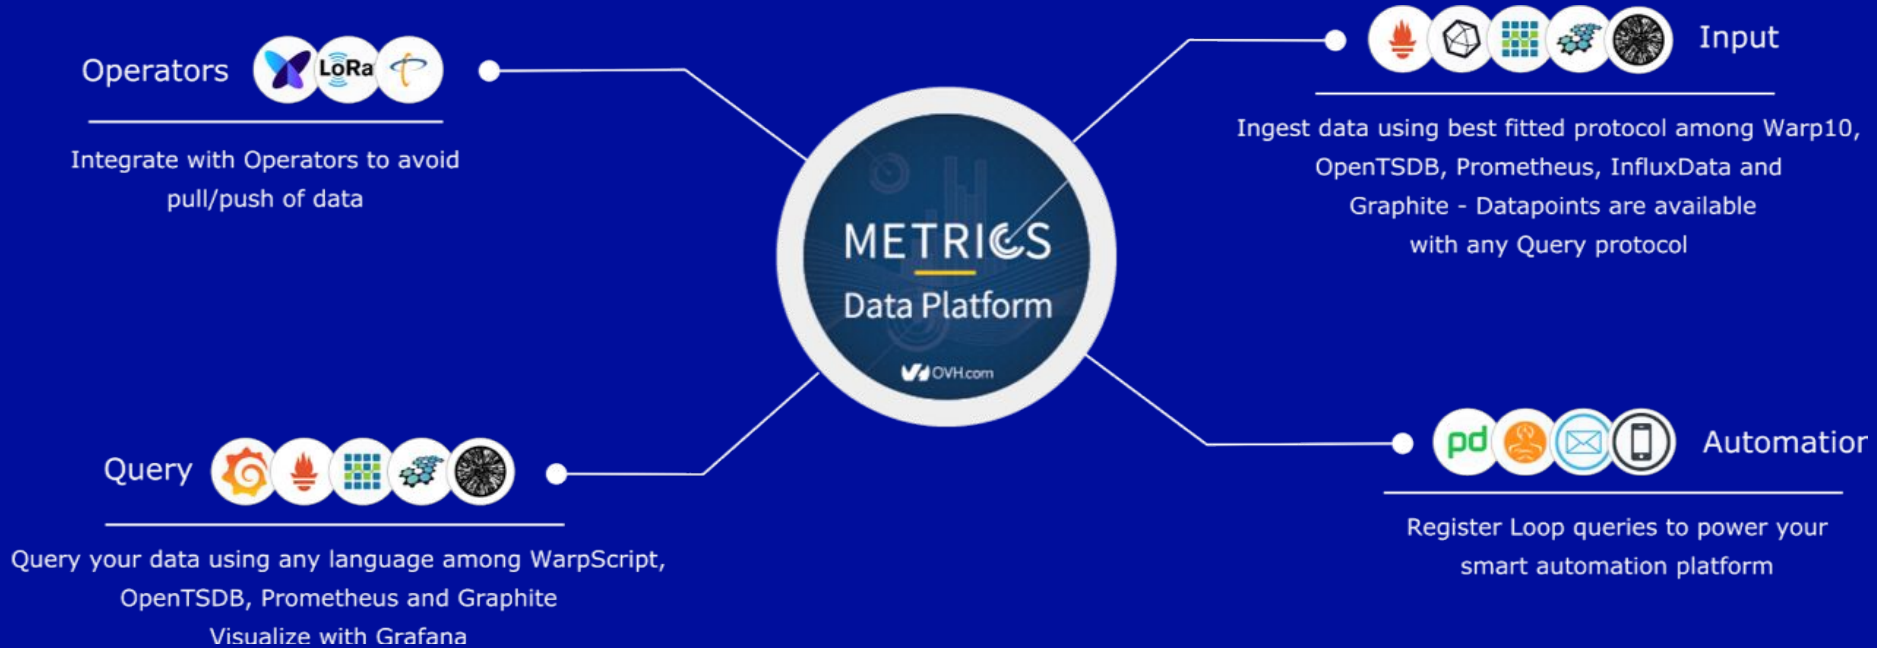 Operators
LoRa
Integrate with Operators to avoid
pull/push of data
Input
Ingest data using best fitted protocol among Warp10,
OpenTSDB, Prometheus, InfluxData and
Graphite - Datapoints are available
with any Query protocol
METRICS
Data Platform
OVH.com
Query
Query your data using any language among WarpScript,
OpenTSDB, Prometheus and Graphite
Visualize with Grafana
pd
Automation
Register Loop queries to power your
smart automation platform